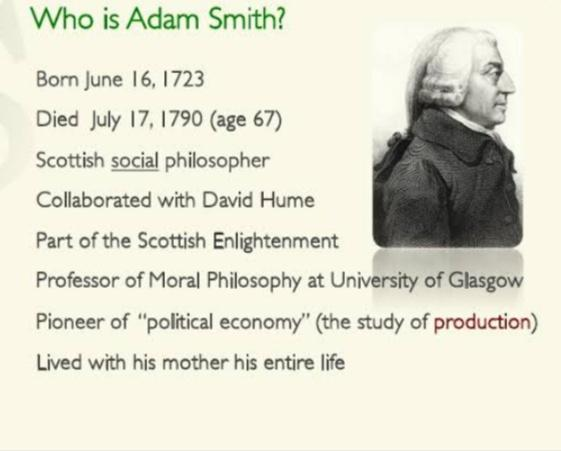 Who is Adam Smith?
Born June 16, 1723
Died July 17, 1790 (age 67)
Scottish social philosopher
Collaborated with David Hume
Part of the Scottish Enlightenment
Professor of Moral Philosophy at University of Glasgow
Pioneer of "political economy" (the study of production)
Lived with his mother his entire life